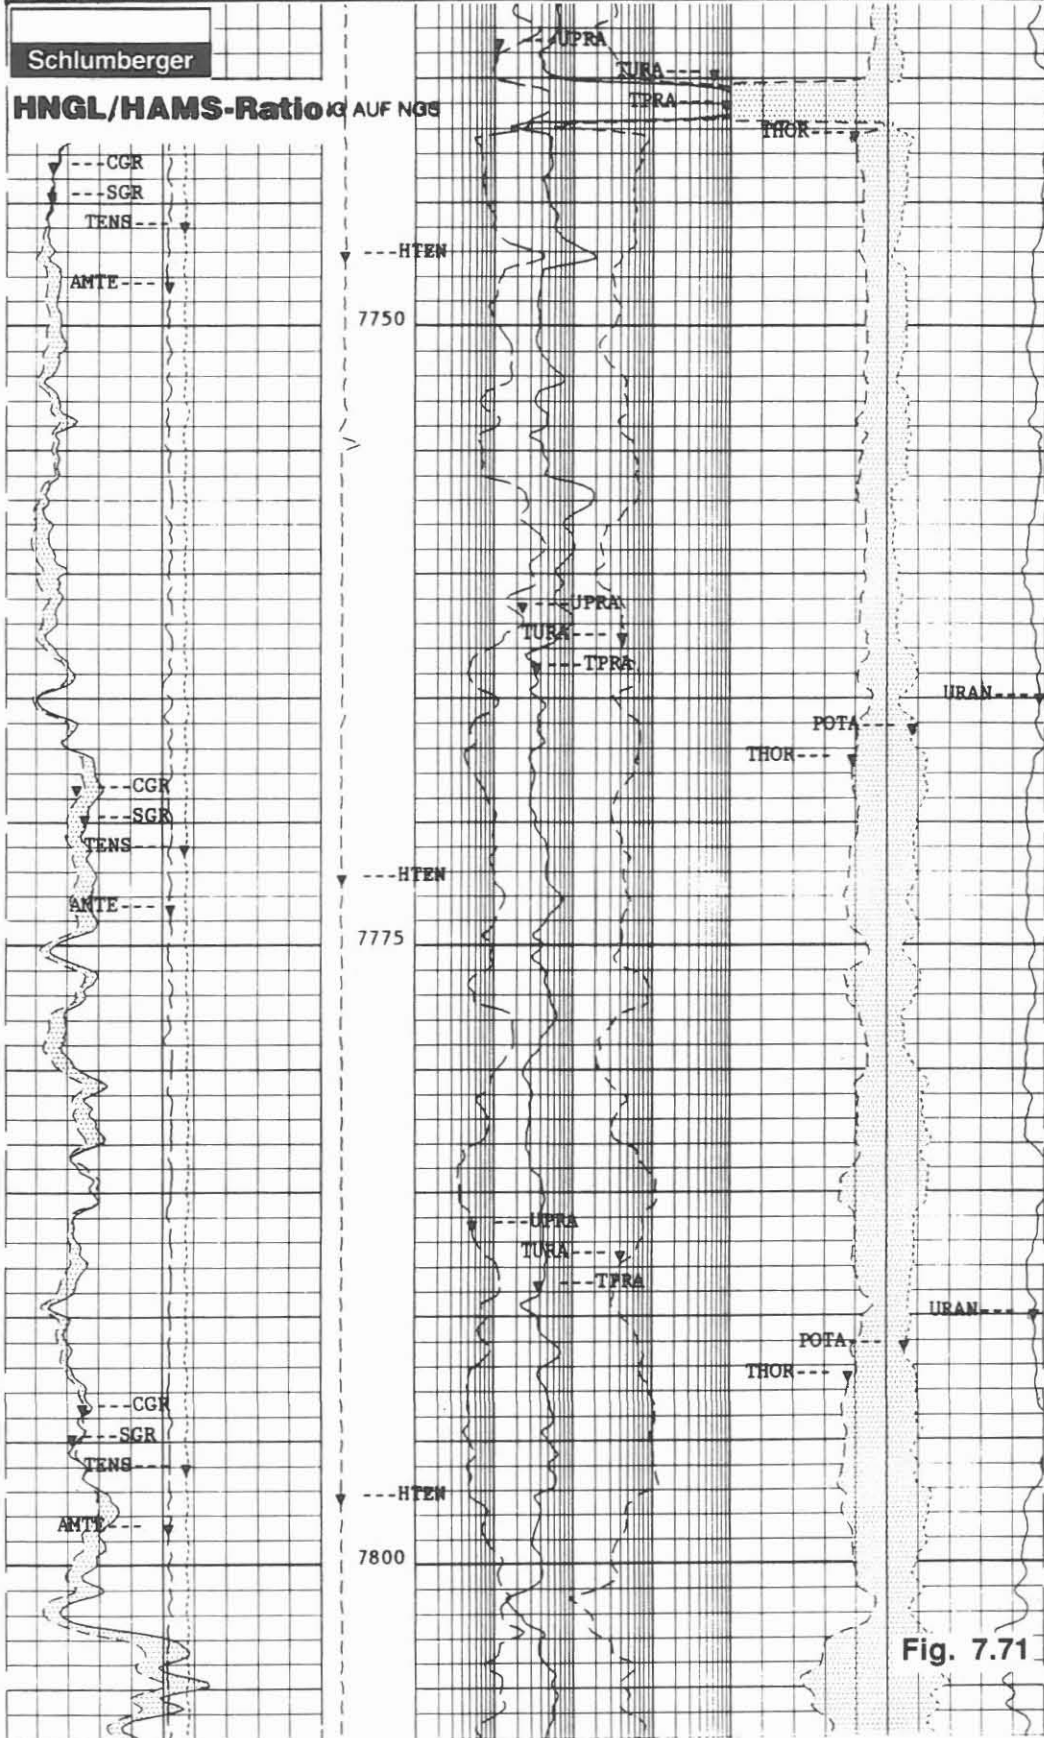 Schlumberger
HNGL/HAMS-Ratio
IG AUF NGS
UPRA
TURA
TPRA
THOR
CGR
SGR
TENS
HTEN
AMTE
7750
UPRA
TURA
TPRA
URAN
POTA
THOR
CGR
SGR
TENS
HTEN
AMTE
7775
UPRA
TURA
TPRA
URAN
POTA
THOR
CGR
SGR
TENS
HTEN
AMTE
7800
Fig. 7.71